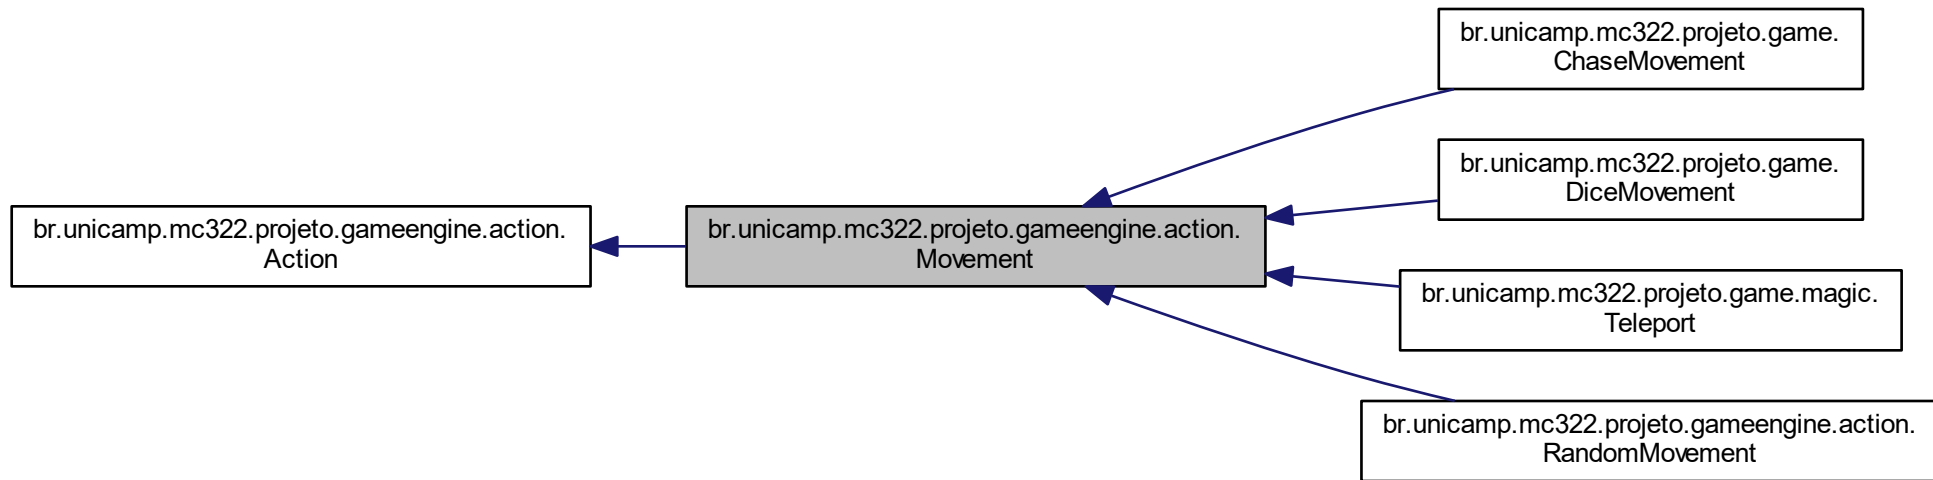 br.unicamp.mc322.projeto.gameengine.action.
Action
br.unicamp.mc322.projeto.gameengine.action.
Movement
br.unicamp.mc322.projeto.game.
ChaseMovement
br.unicamp.mc322.projeto.game.
DiceMovement
br.unicamp.mc322.projeto.game.magic.
Teleport
br.unicamp.mc322.projeto.gameengine.action.
RandomMovement